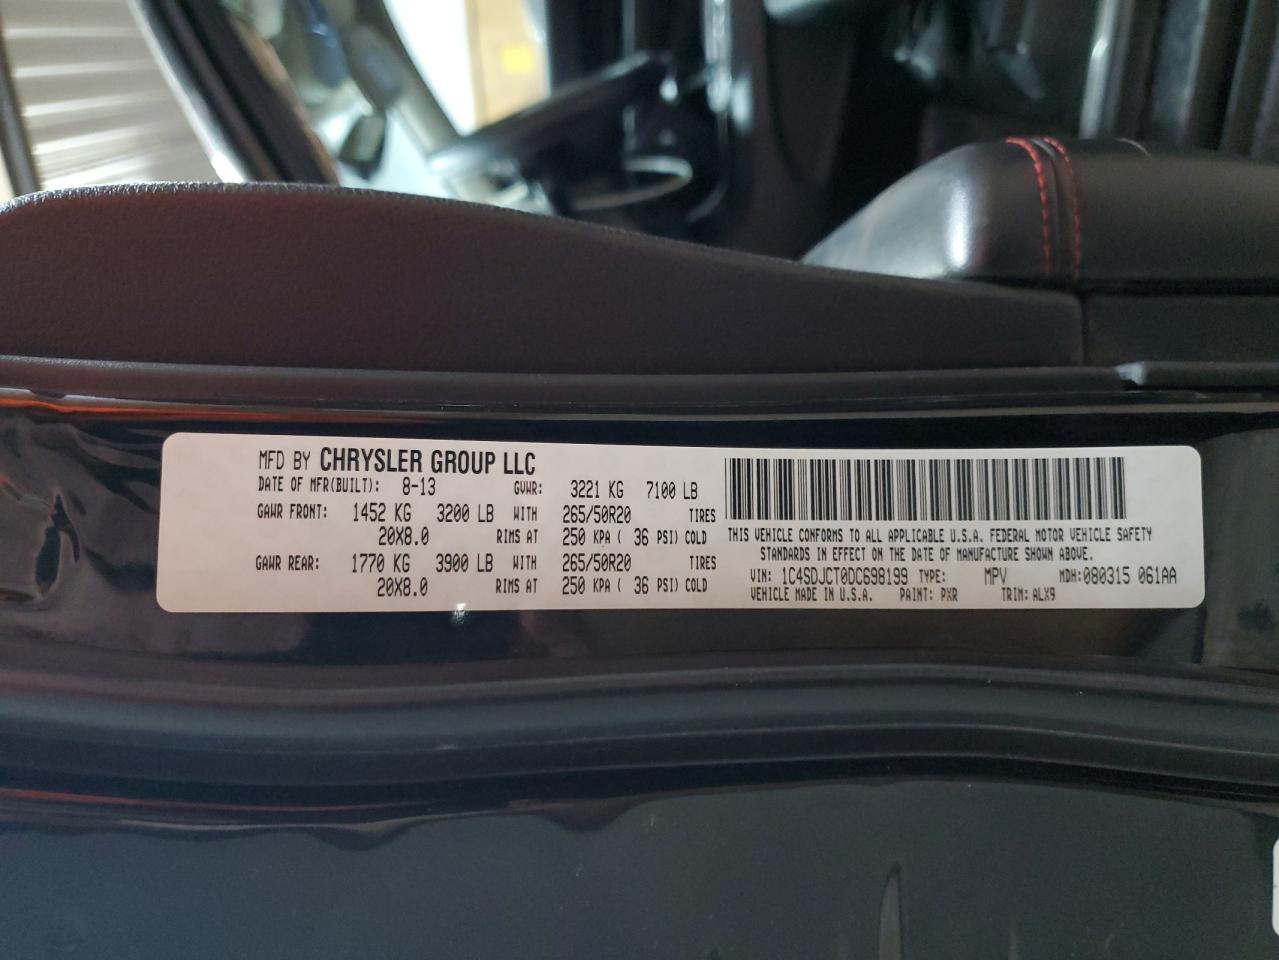 MFD BY CHRYSLER GROUP LLC
DATE OF MFR(BUILT): 8-13 GVWR: 3221 KG 7100 LB
GAWR FRONT: 1452 KG 3200 LB WITH 265/50R20 TIRES
20X8.0 RIMS AT 250 KPA ( 36 PSI) COLD
GAWR REAR: 1770 KG 3900 LB WITH 265/50R20 TIRES
20X8.0 RIMS AT 250 KPA ( 36 PSI) COLD
THIS VEHICLE CONFORMS TO ALL APPLICABLE U.S.A. FEDERAL MOTOR VEHICLE SAFETY
STANDARDS IN EFFECT ON THE DATE OF MANUFACTURE SHOWN ABOVE.
VIN: 1C4SDJCT0DC698199 TYPE: MPV MDH: 080315 061AA
VEHICLE MADE IN U.S.A. PAINT: PXR TRIM: ALX9